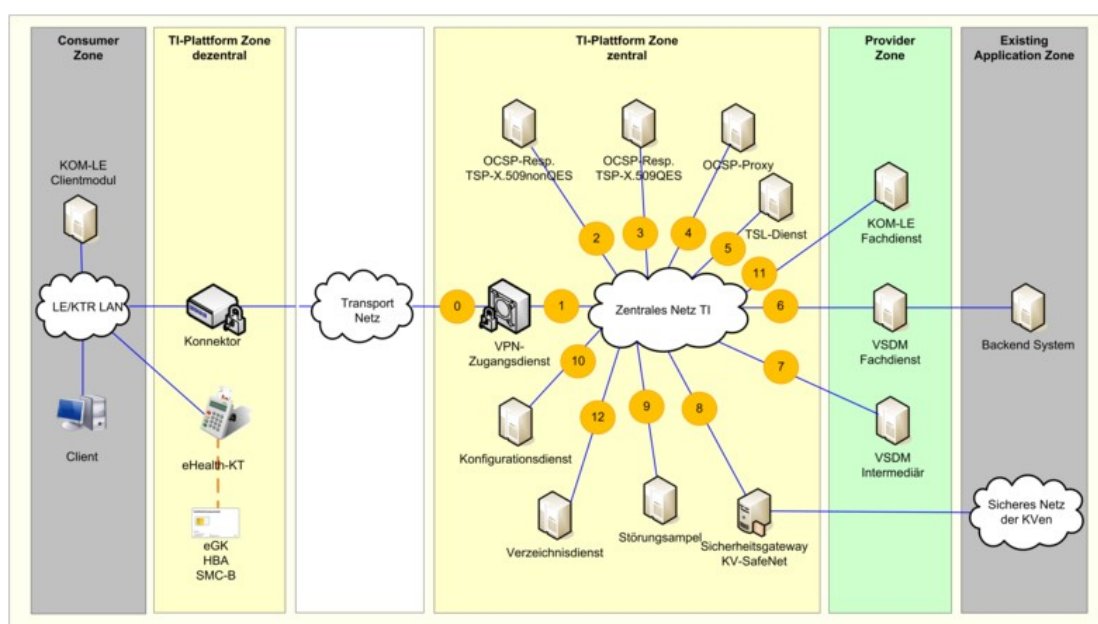 Consumer
Zone
TI-Plattform Zone
dezentral
TI-Plattform Zone
zentral
Provider
Zone
Existing
Application Zone
KOM-LE
Clientmodul
LE/KTR LAN
Client
Konnektor
eHealth-KT
eGK
HBA
SMC-B
Transport
Netz
0
VPN-
Zugangsdienst
1
OCSP-Resp.
TSP-X.509nonQES
OCSP-Resp.
TSP-X.509QES
OCSP-Proxy
TSL-Dienst
2
3
4
5
11
6
7
8
9
12
10
Zentrales Netz TI
Konfigurationsdienst
Verzeichnisdienst
Störungsampel
Sicherheitsgateway
KV-SafeNet
KOM-LE
Fachdienst
VSDM
Fachdienst
VSDM
Intermediär
Backend System
Sicheres Netz
der KVen